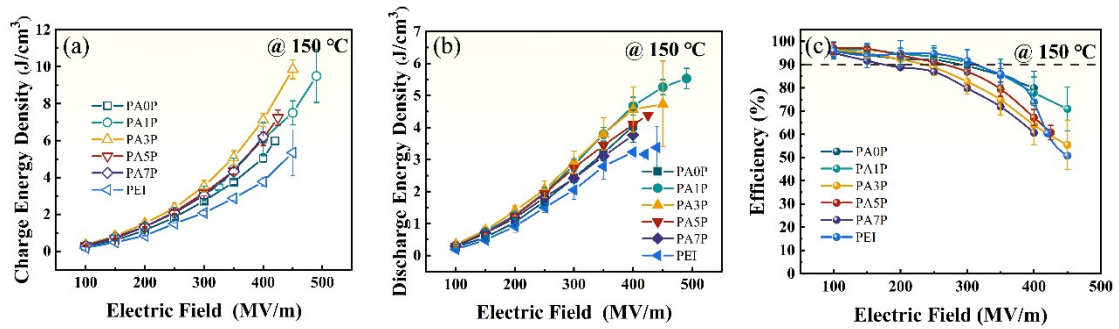 (a)
@ 150 °C
Charge Energy Density (J/cm³)
12
10
8
6
4
2
0
PA0P
PA1P
PA3P
PA5P
PA7P
PEI
100 200 300 400 500
Electric Field (MV/m)
(b)
@ 150 °C
Discharge Energy Density (J/cm³)
7
6
5
4
3
2
1
0
PA0P
PA1P
PA3P
PA5P
PA7P
PEI
100 200 300 400 500
Electric Field (MV/m)
(c)
@ 150 °C
Efficiency (%)
100
90
80
70
60
50
40
30
20
10
0
PA0P
PA1P
PA3P
PA5P
PA7P
PEI
100 200 300 400 500
Electric Field (MV/m)